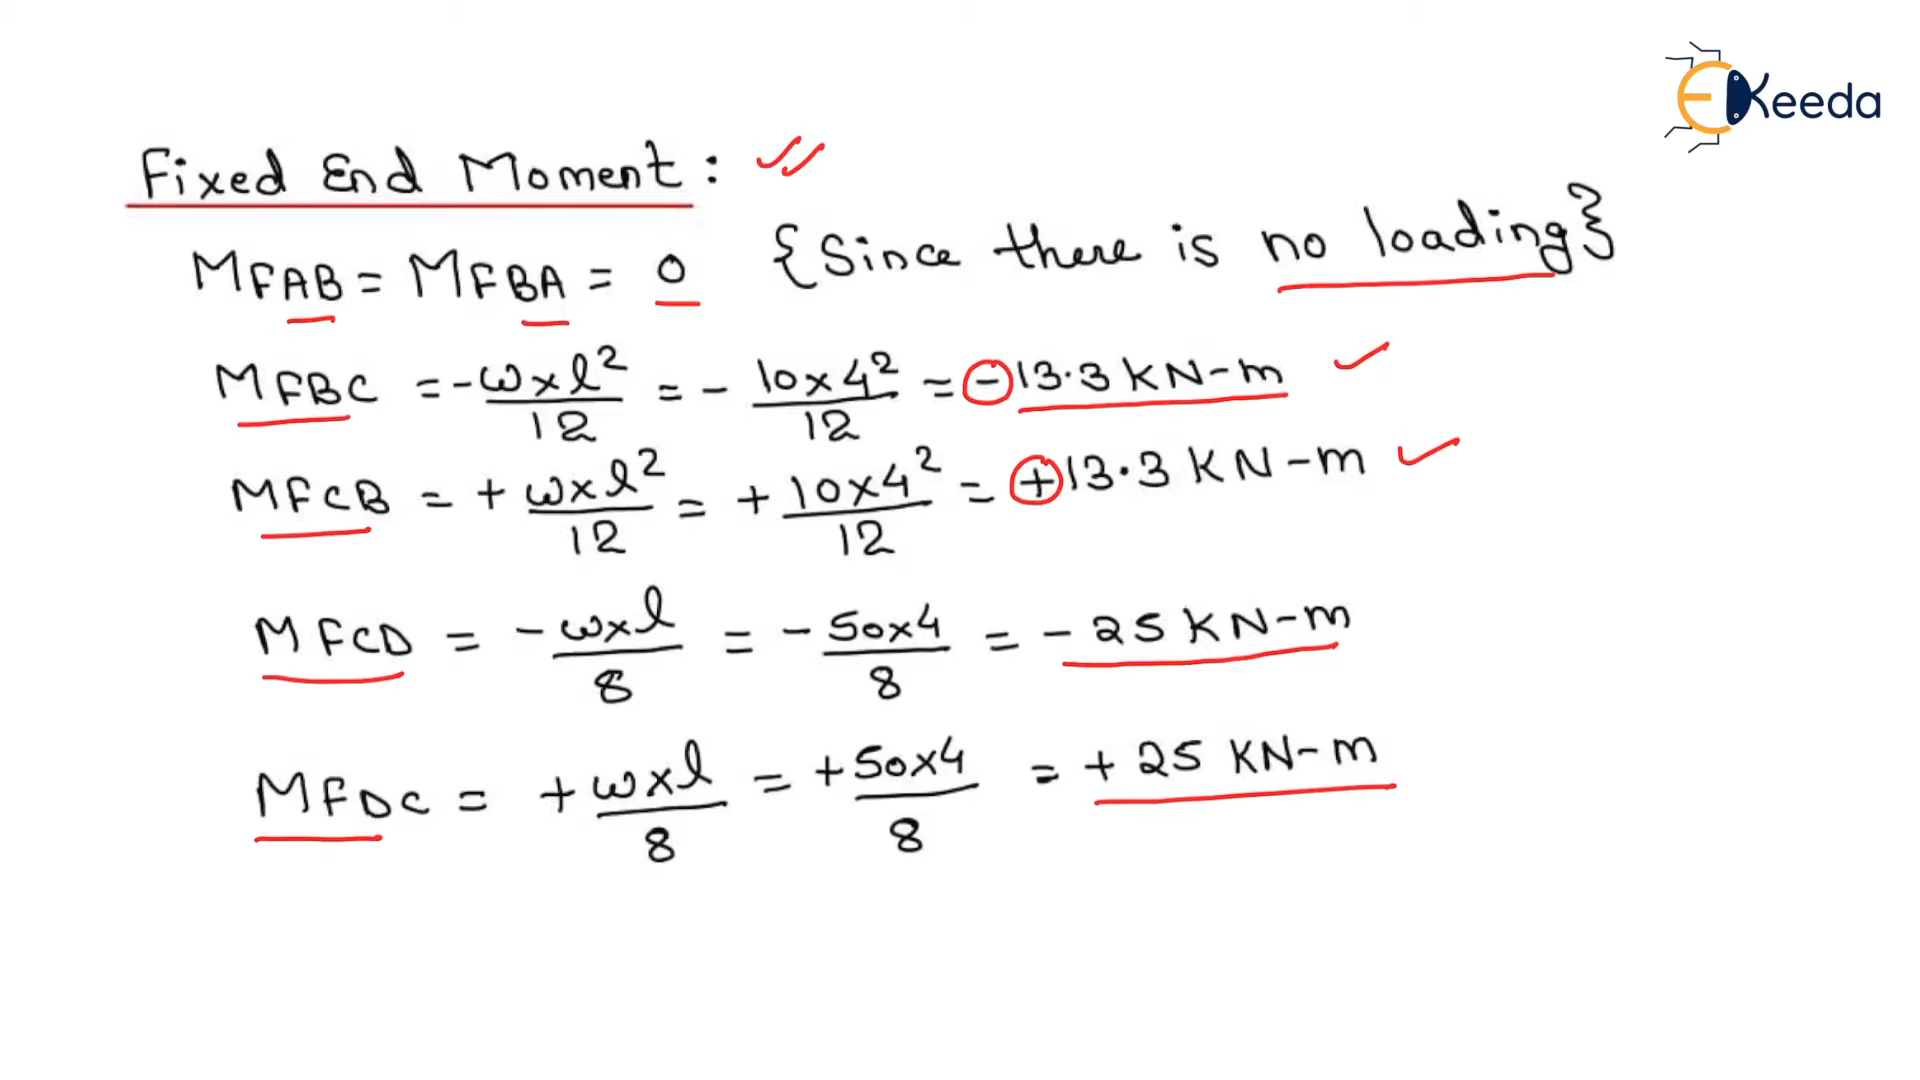 EKeeda
Fixed End Moment :
MFAB = MFBA = 0 {Since there is no loading}
MFBC = -w×l²/12 = - 10×4²/12 = -13.3 KN-m
MFCB = + w×l²/12 = + 10×4²/12 = +13.3 KN-m
MFCD = - w×l/8 = - 50×4/8 = - 25 KN-m
MFDC = + w×l/8 = +50×4/8 = + 25 KN-m